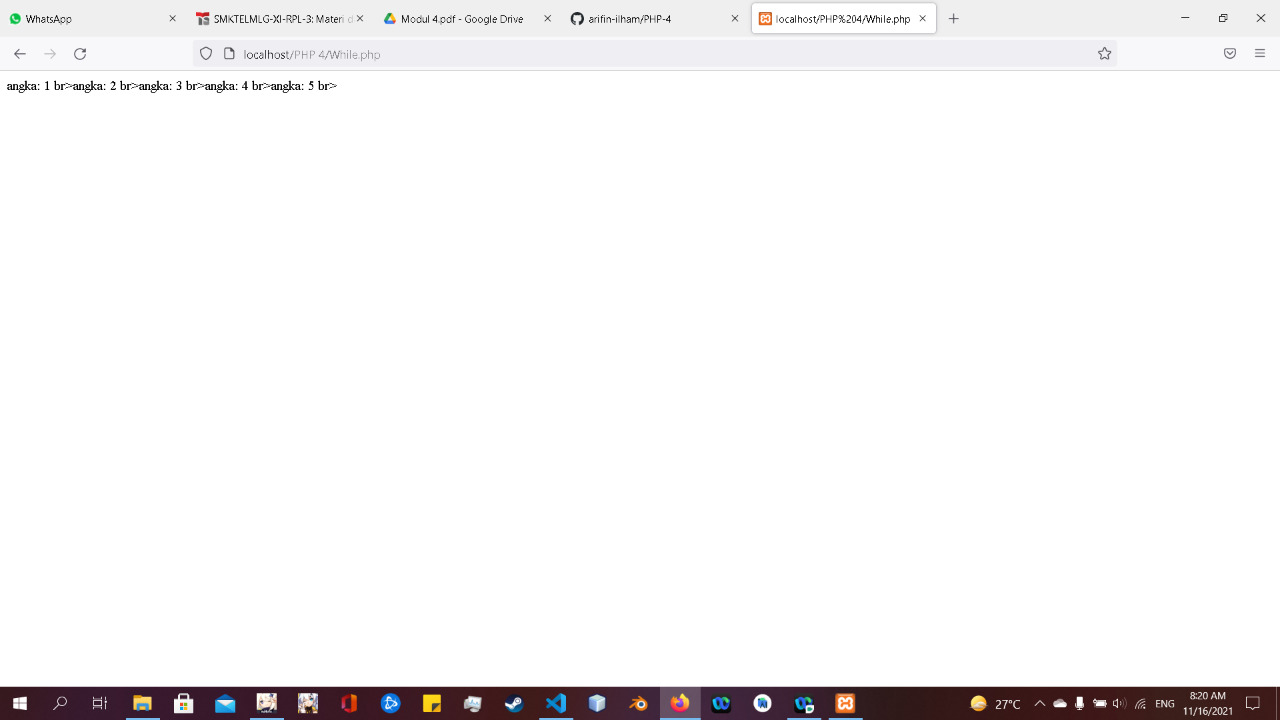 WhatsApp
SMKTELMLG-XI-RPL-3: Materi d
Modul 4.pdf - Google Drive
arifin-ilham/PHP-4
localhost/PHP%204/While.php
localhost/PHP 4/While.php
angka: 1 br>angka: 2 br>angka: 3 br>angka: 4 br>angka: 5 br>
27°C
ENG
8:20 AM
11/16/2021